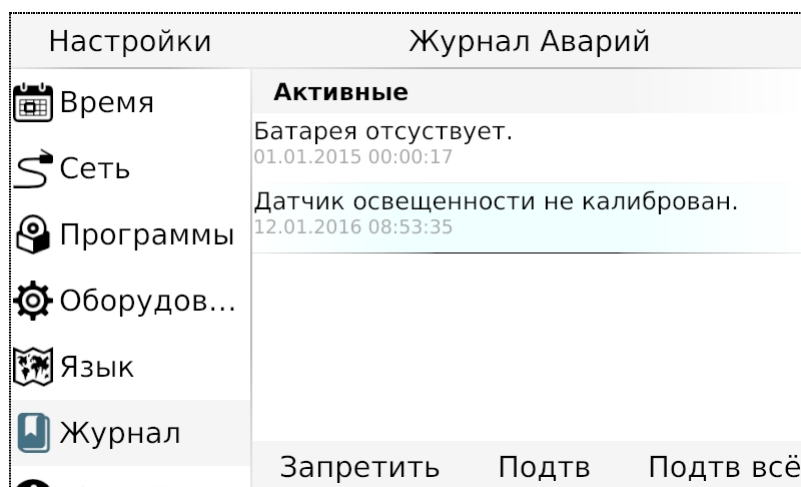 Настройки
Журнал Аварий
Время
Сеть
Программы
Оборудов...
Язык
Журнал
Активные
Батарея отсуствует.
01.01.2015 00:00:17
Датчик освещенности не калиброван.
12.01.2016 08:53:35
Запретить Подтв Подтв всё